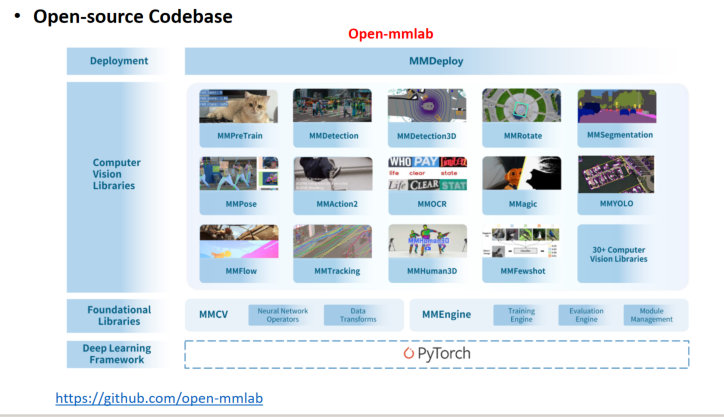 • Open-source Codebase
Open-mmlab
Deployment
MMDeploy
Computer
Vision
Libraries
MMPreTrain
MMDetection
MMDetection3D
MMRotate
MMSegmentation
WHO PAY
life clear state
Life CLEAR STAT
MMPose
MMAction2
MMOCR
MMagic
MMYOLO
MMHuman3D
MMFlow
MMTracking
MMHuman3D
MMFewshot
30+ Computer
Vision Libraries
Foundational
Libraries
MMCV
Neural Network
Operators
Data
Transforms
MMEngine
Training
Engine
Evaluation
Engine
Module
Management
Deep Learning
Framework
PyTorch
https://github.com/open-mmlab